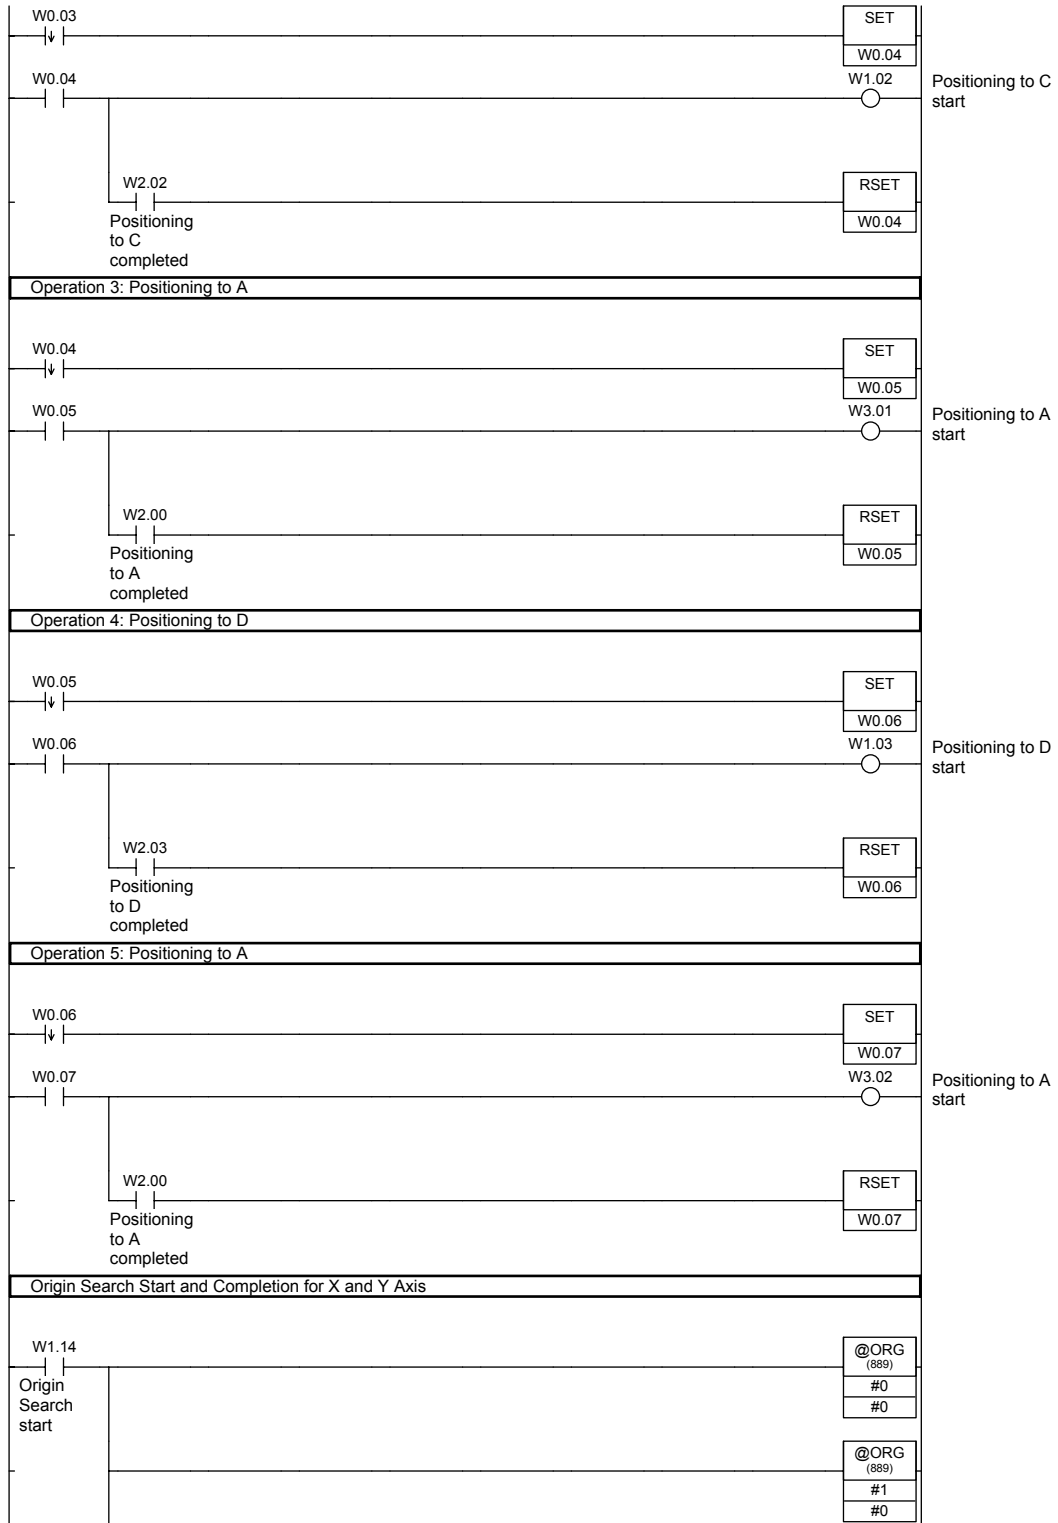 W0.03
SET
W0.04
W0.04
W1.02
Positioning to C
start
W2.02
RSET
Positioning
W0.04
to C
completed
Operation 3: Positioning to A
W0.04
SET
W0.05
W0.05
W3.01
Positioning to A
start
W2.00
RSET
Positioning
W0.05
to A
completed
Operation 4: Positioning to D
W0.05
SET
W0.06
W0.06
W1.03
Positioning to D
start
W2.03
RSET
Positioning
W0.06
to D
completed
Operation 5: Positioning to A
W0.06
SET
W0.07
W0.07
W3.02
Positioning to A
start
W2.00
RSET
Positioning
W0.07
to A
completed
Origin Search Start and Completion for X and Y Axis
W1.14
@ORG
(889)
Origin
#0
Search
#0
start
@ORG
(889)
#1
#0